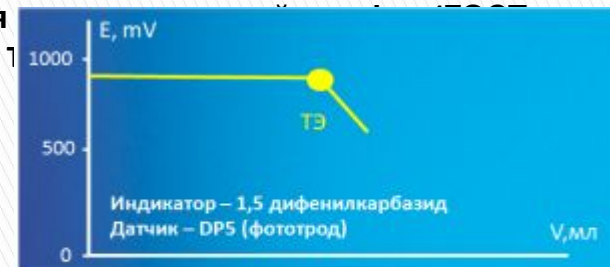 E, mV
1000
ТЭ
500
Индикатор – 1,5 дифенилкарбазид
Датчик – DP5 (фототрод)
V,мл
0